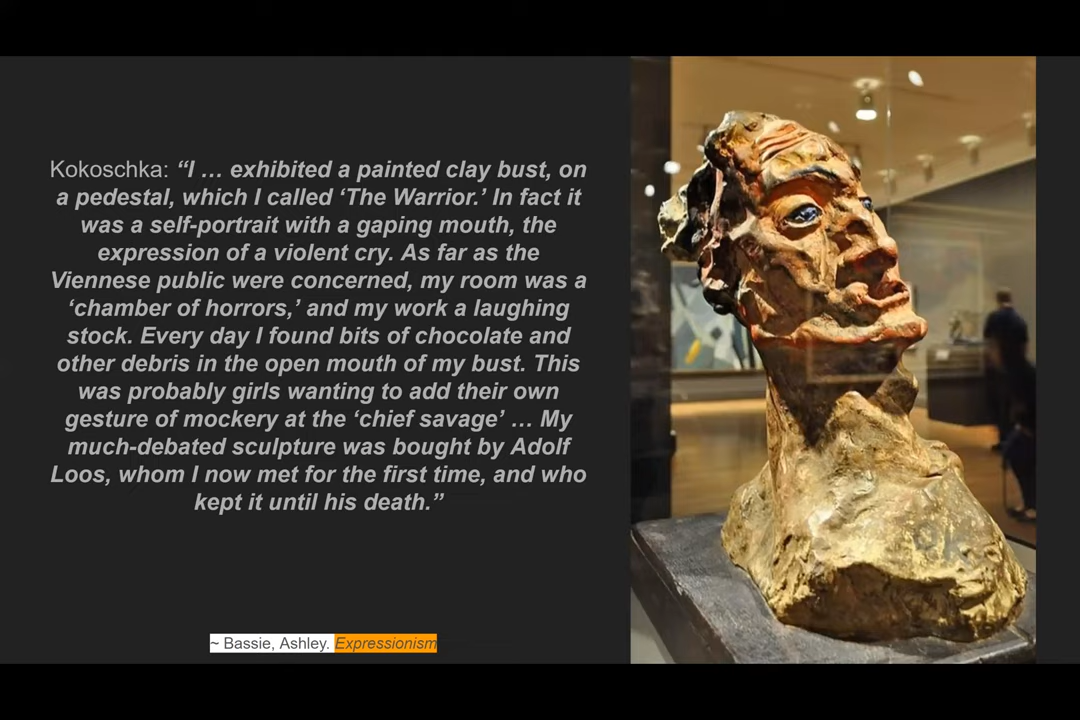 Kokoschka: “I … exhibited a painted clay bust, on
a pedestal, which I called ‘The Warrior.’ In fact it
was a self-portrait with a gaping mouth, the
expression of a violent cry. As far as the
Viennese public were concerned, my room was a
‘chamber of horrors,’ and my work a laughing
stock. Every day I found bits of chocolate and
other debris in the open mouth of my bust. This
was probably girls wanting to add their own
gesture of mockery at the ‘chief savage’ … My
much-debated sculpture was bought by Adolf
Loos, whom I now met for the first time, and who
kept it until his death.”
~ Bassie, Ashley. Expressionism